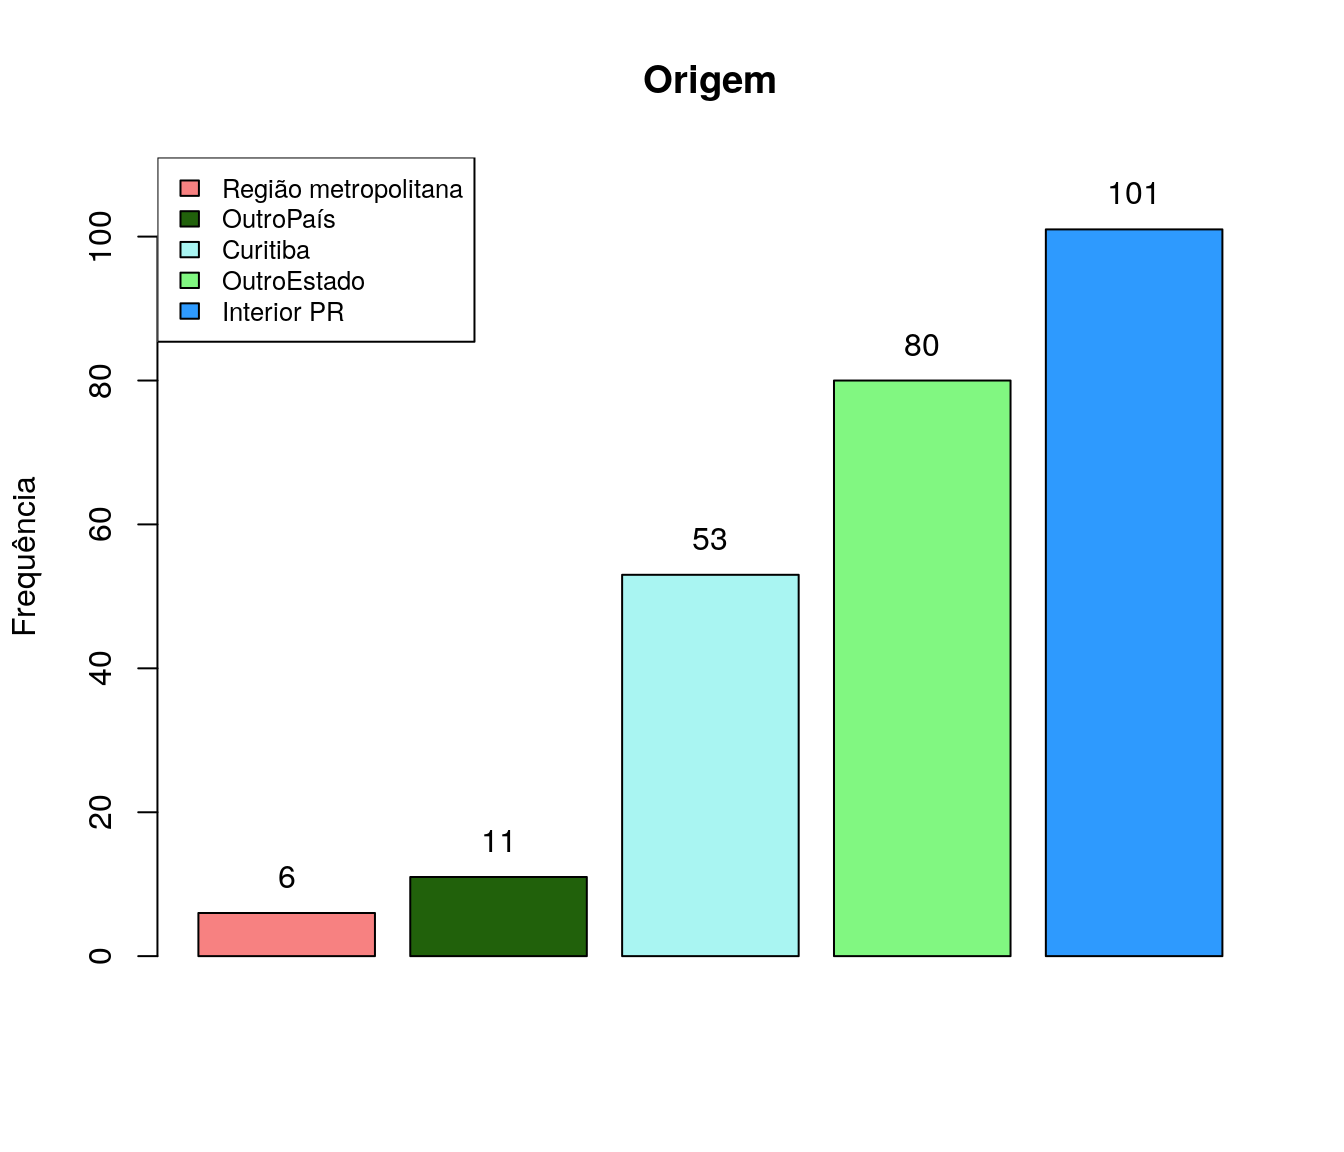 Origem
Região metropolitana
OutroPaís
Curitiba
OutroEstado
Interior PR
Frequência
0
20
40
60
80
100
6
11
53
80
101